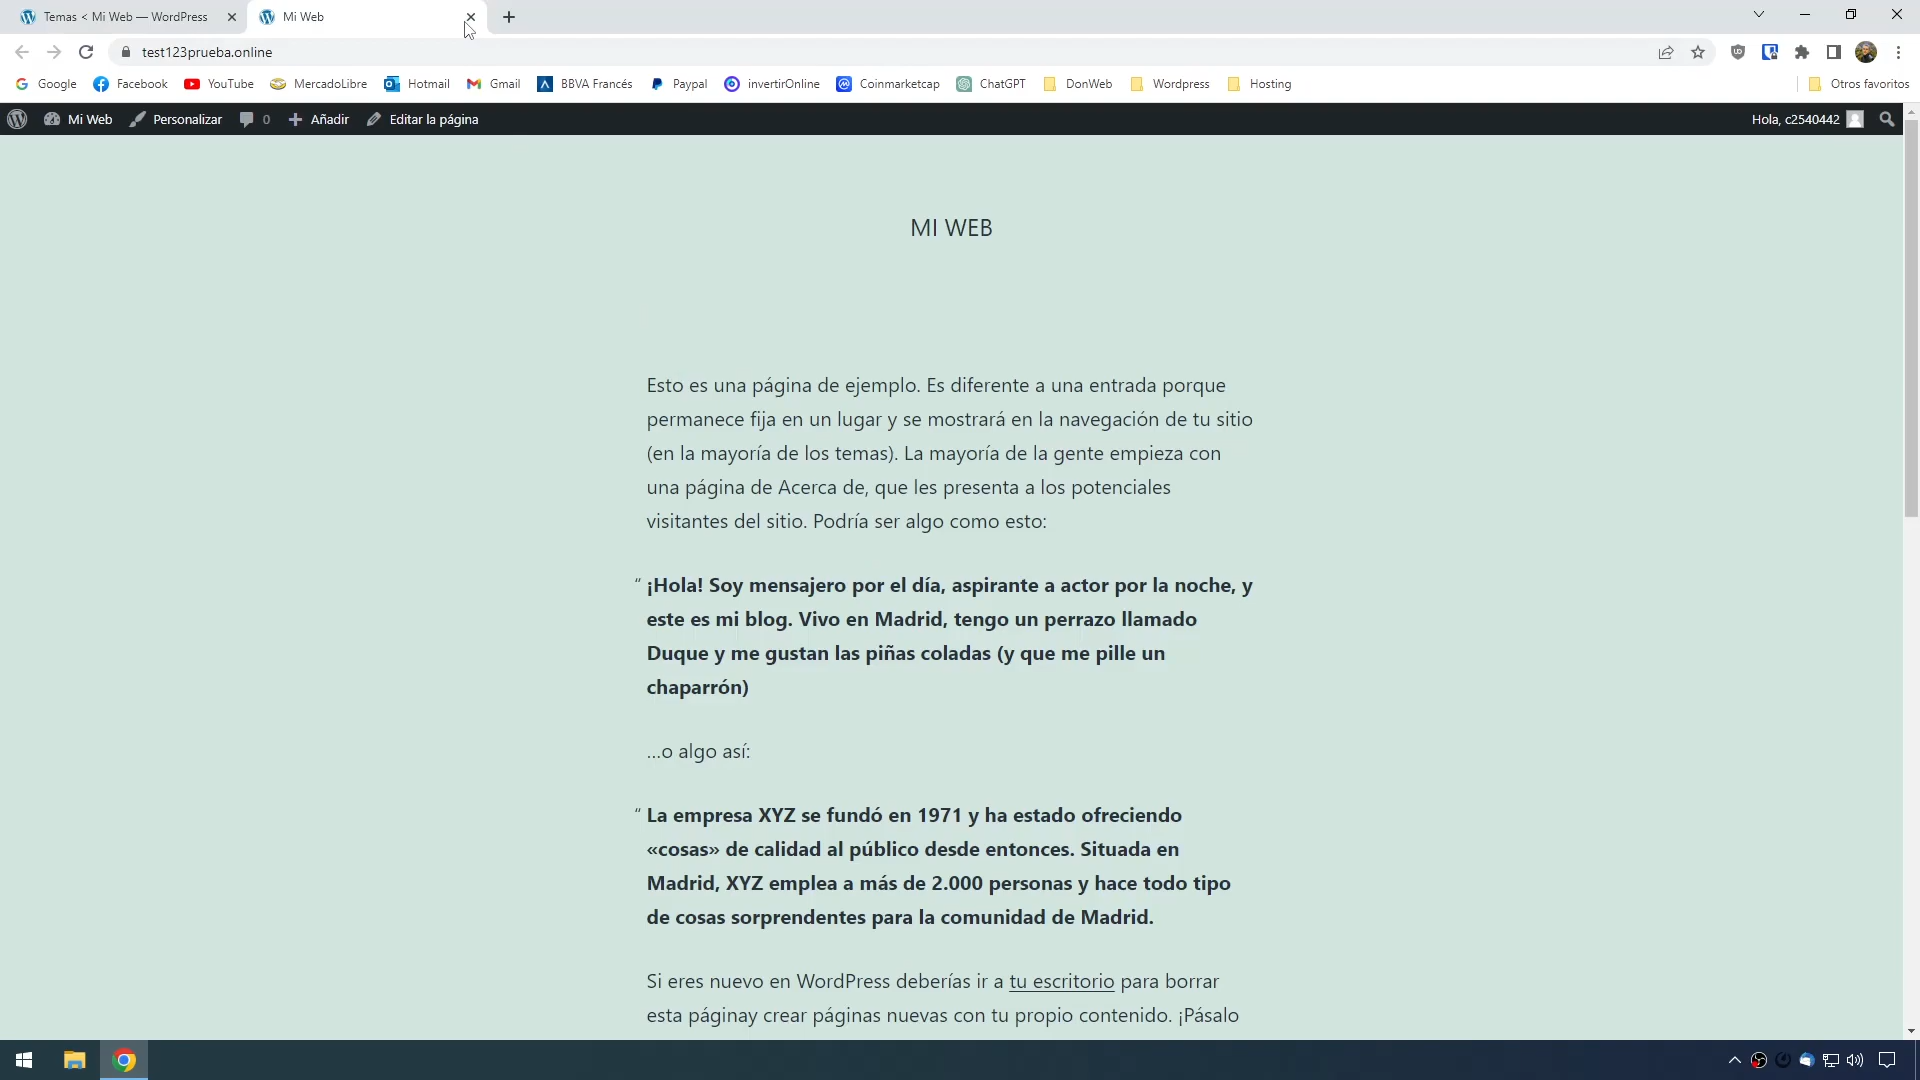 Temas < Mi Web — WordPress
Mi Web
test123prueba.online
Google
Facebook
YouTube
MercadoLibre
Hotmail
Gmail
BBVA Francés
Paypal
invertirOnline
Coinmarketcap
ChatGPT
DonWeb
Wordpress
Hosting
Otros favoritos
Mi Web
Personalizar
0
Añadir
Editar la página
Hola, c2540442
MI WEB
Esto es una página de ejemplo. Es diferente a una entrada porque
permanece fija en un lugar y se mostrará en la navegación de tu sitio
(en la mayoría de los temas). La mayoría de la gente empieza con
una página de Acerca de, que les presenta a los potenciales
visitantes del sitio. Podría ser algo como esto:
“ ¡Hola! Soy mensajero por el día, aspirante a actor por la noche, y
este es mi blog. Vivo en Madrid, tengo un perrazo llamado
Duque y me gustan las piñas coladas (y que me pille un
chaparrón)
…o algo así:
“ La empresa XYZ se fundó en 1971 y ha estado ofreciendo
«cosas» de calidad al público desde entonces. Situada en
Madrid, XYZ emplea a más de 2.000 personas y hace todo tipo
de cosas sorprendentes para la comunidad de Madrid.
Si eres nuevo en WordPress deberías ir a tu escritorio para borrar
esta páginay crear páginas nuevas con tu propio contenido. ¡Pásalo